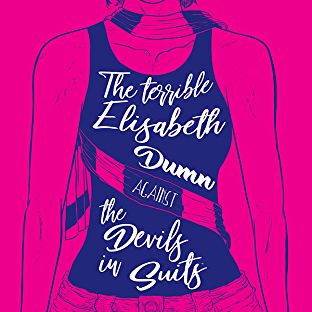 The terrible
Elisabeth
Dumn
AGAINST
the
Devils
in Suits